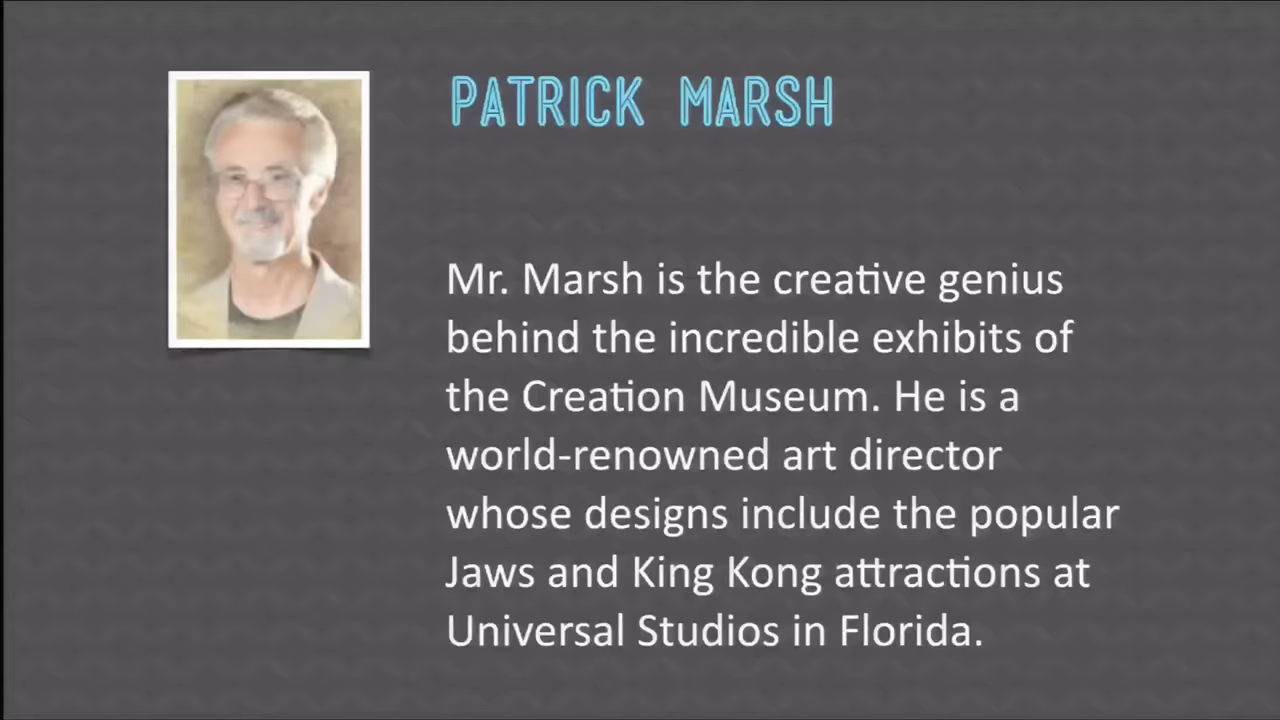 PATRICK MARSH
Mr. Marsh is the creative genius
behind the incredible exhibits of
the Creation Museum. He is a
world-renowned art director
whose designs include the popular
Jaws and King Kong attractions at
Universal Studios in Florida.